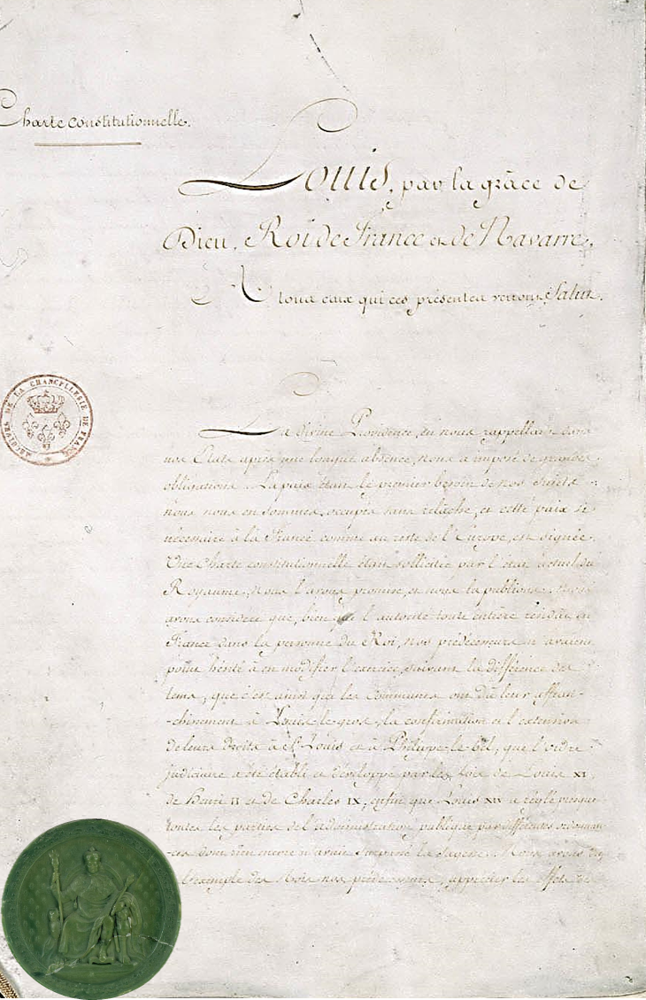 Charte constitutionnelle.
Louis, par la grâce de
Dieu, Roi de France et de Navarre,
A tous ceux qui ces présentes verront, Salut.
ARCHIVES DE LA CHANCELLERIE DE FRANCE
La divine Providence, en nous rappellant dans
nos États après une longue absence, nous a imposé de grandes
obligations. La paix était le premier besoin de nos sujets;
nous nous en sommes occupés sans relâche, et cette paix si
nécessaire à la France comme au reste de l'Europe, est signée.
Une Charte constitutionnelle était sollicitée par l'état actuel du
Royaume, nous l'avons promise, et nous la publions. Nous
avons considéré que, bien que l'autorité toute entière résidât en
France dans la personne du Roi, nos prédécesseurs n'avaient
point hésité à en modifier l'exercice, suivant la différence des
tems; que c'est ainsi que les communes ont dû leur affran-
-chissement à Louis le gros, la confirmation et l'extension
de leurs droits à St Louis et à Philippe le bel; que l'ordre
judiciaire a été établi et développé par les loix de Louis XI,
de Henri II et de Charles IX, enfin que Louis XIV a réglé presque
toutes les parties de l'administration publique par différentes ordonnan-
-ces dont rien encore n'avait surpassé la sagesse. Nous avons dû,
à l'exemple des Rois nos prédécesseurs, apprécier les effets des